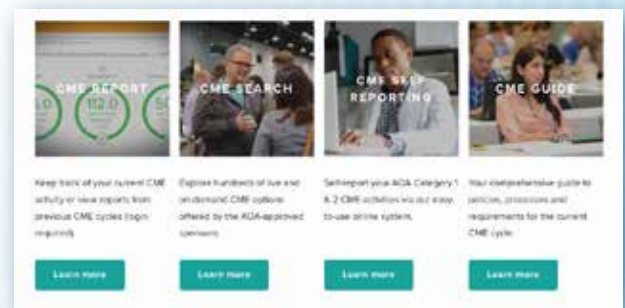 112.0
CME REPORT
CME SEARCH
CME SELF
REPORTING
CME GUIDE
Keep track of your current CME
activity or view reports from
previous CME cycles (login
required).
Learn more
Explore hundreds of live and
on-demand CME options
offered by the AOA-approved
sponsors.
Learn more
Self-report your AOA Category 1
& 2 CME activities via our easy-
to-use online system.
Learn more
Your comprehensive guide to
policies, processes and
requirements for the current
CME cycle.
Learn more